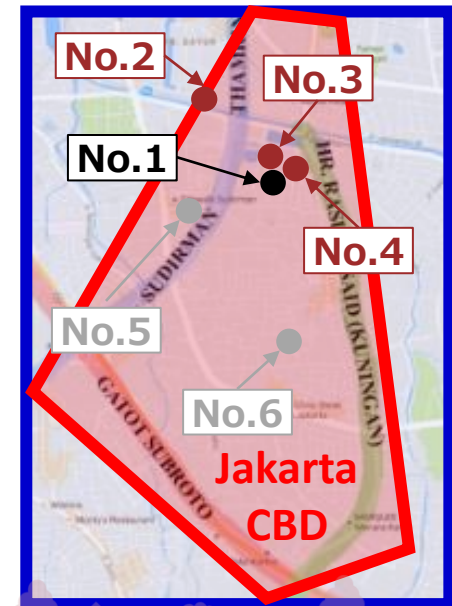 No.2
THAMRIN
No.3
No.1
No.4
SUDIRMAN
HR. RASUNA SAID (KUNINGAN)
No.5
No.6
GATOT SUBROTO
Jakarta
CBD